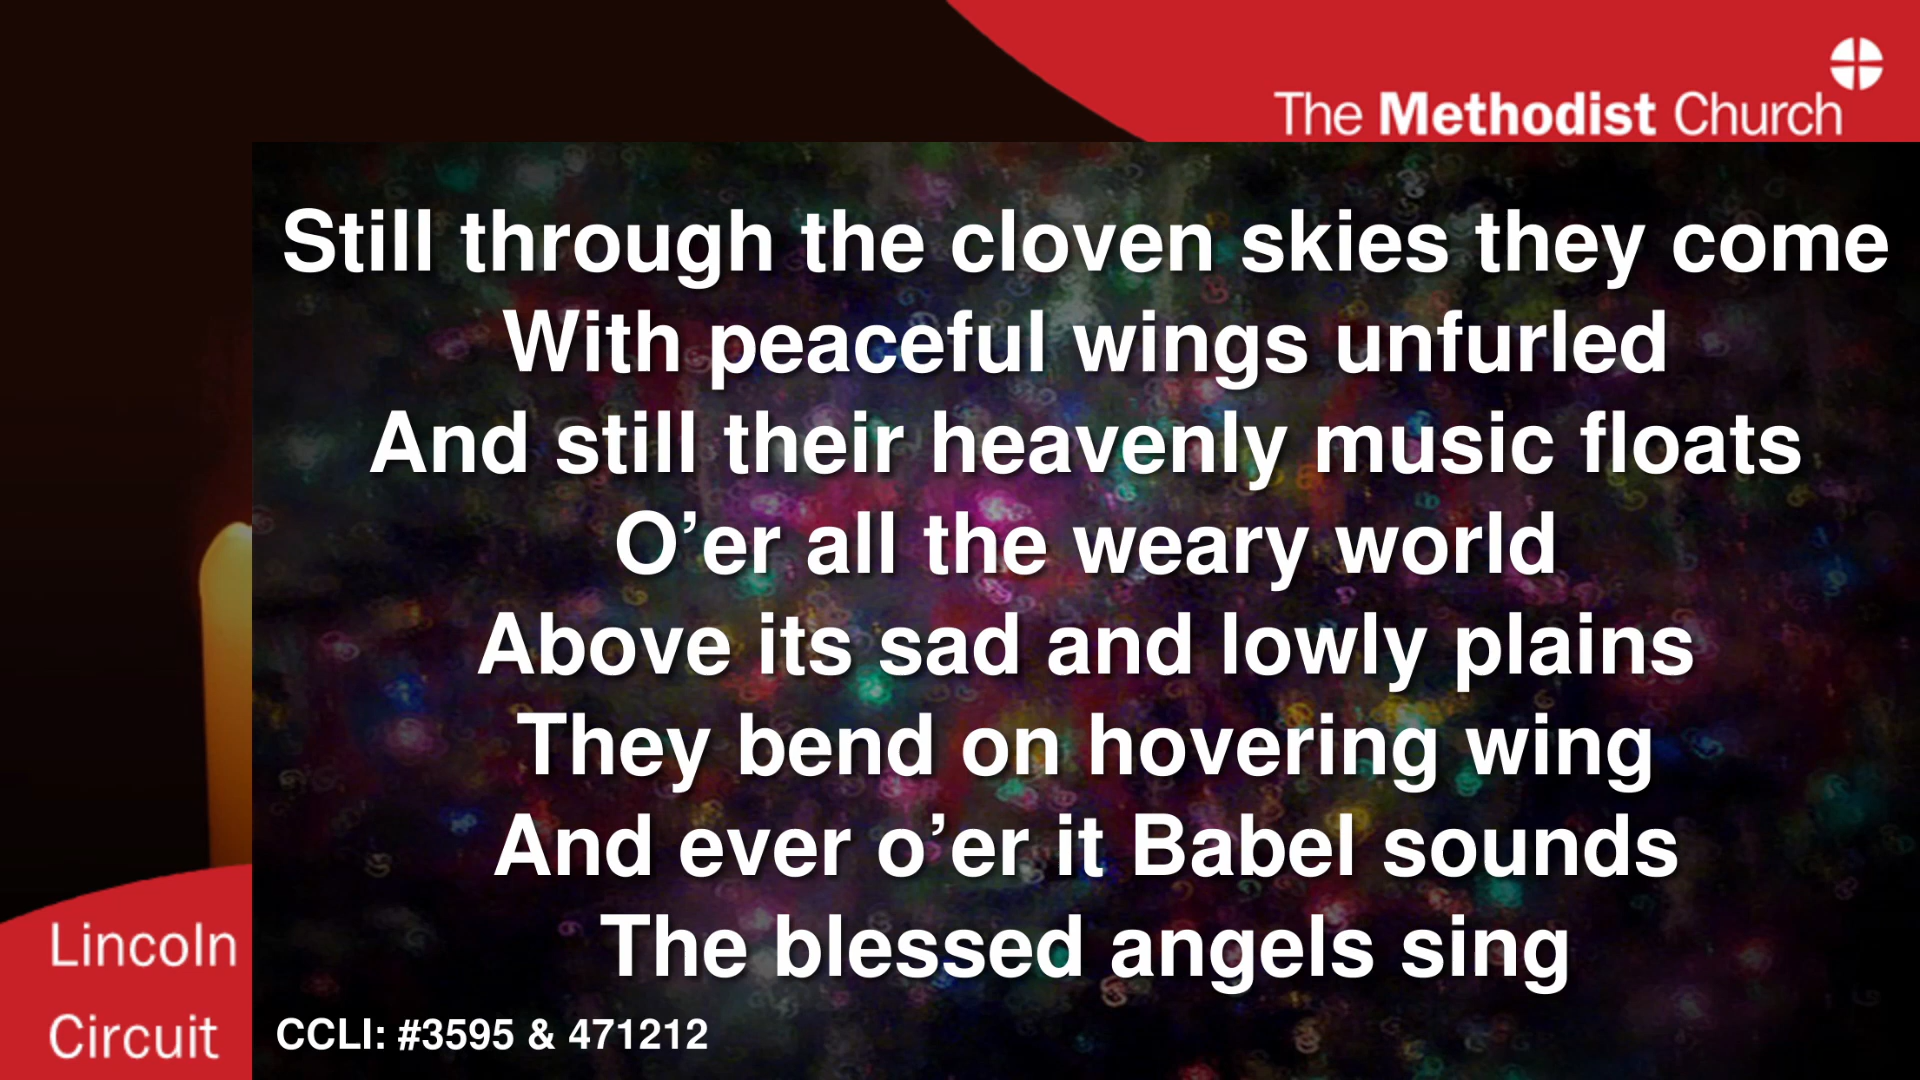 The Methodist Church
Still through the cloven skies they come
With peaceful wings unfurled
And still their heavenly music floats
O’er all the weary world
Above its sad and lowly plains
They bend on hovering wing
And ever o’er it Babel sounds
The blessed angels sing
Lincoln
Circuit
CCLI: #3595 & 471212